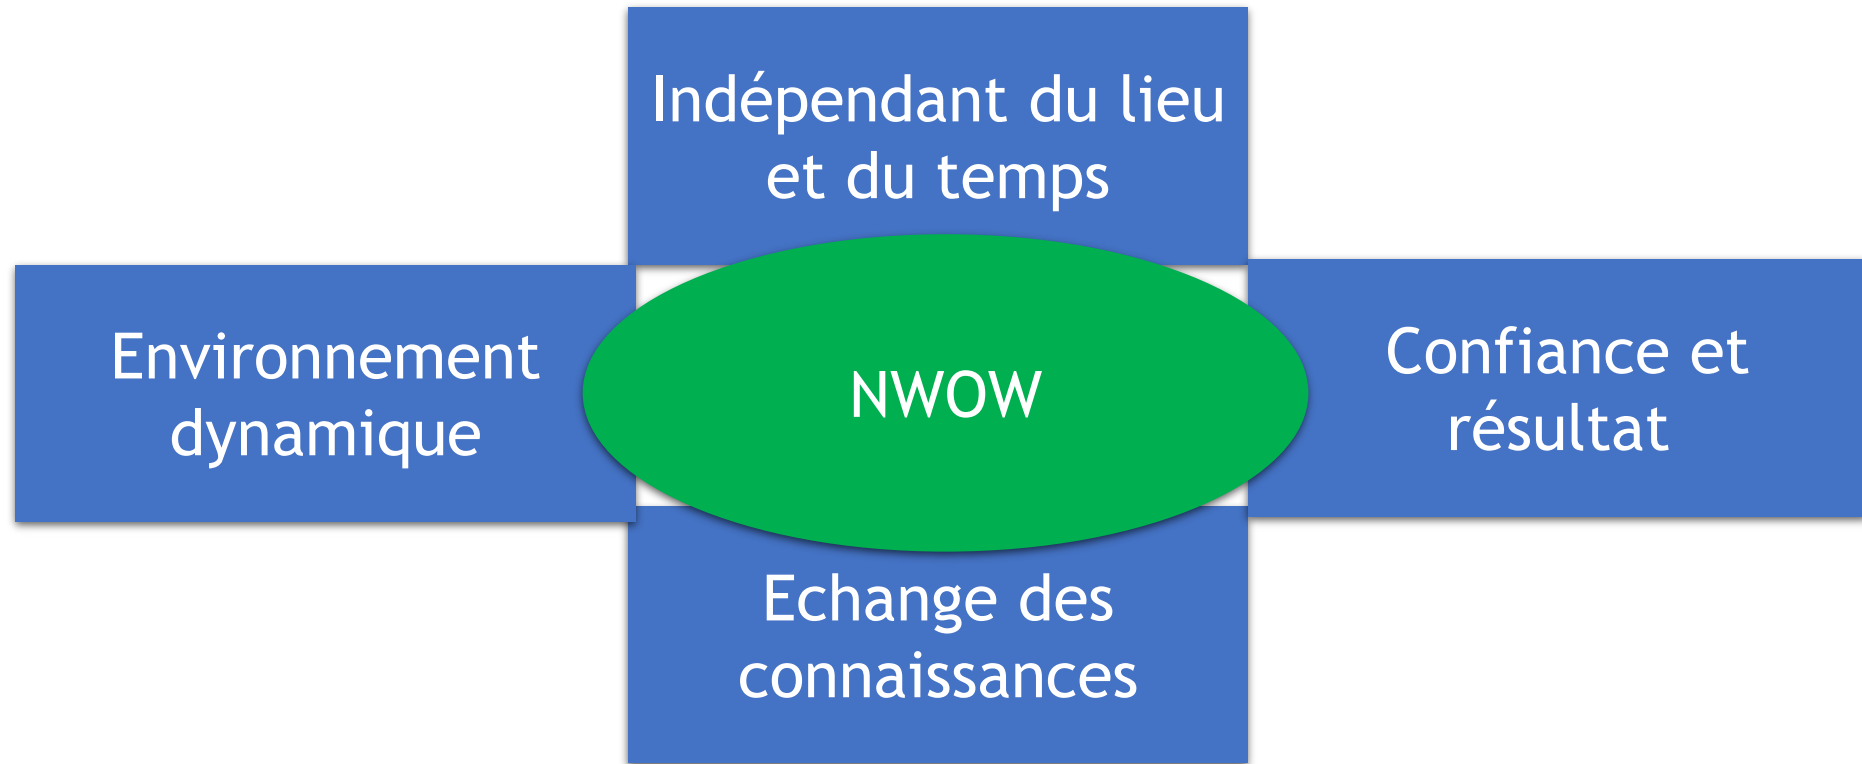 Indépendant du lieu
et du temps
Environnement
dynamique
NWOW
Confiance et
résultat
Echange des
connaissances